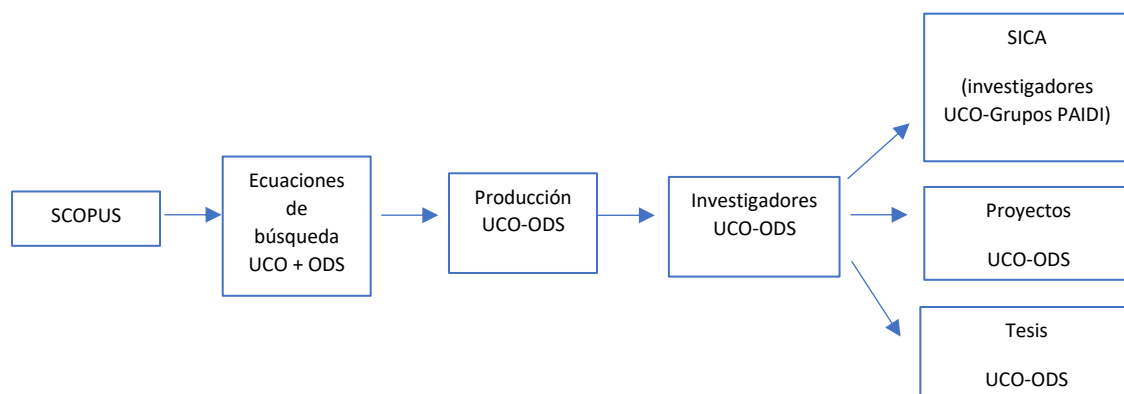 SCOPUS
Ecuaciones
de
búsqueda
UCO + ODS
Producción
UCO-ODS
Investigadores
UCO-ODS
SICA
(investigadores
UCO-Grupos PAIDI)
Proyectos
UCO-ODS
Tesis
UCO-ODS